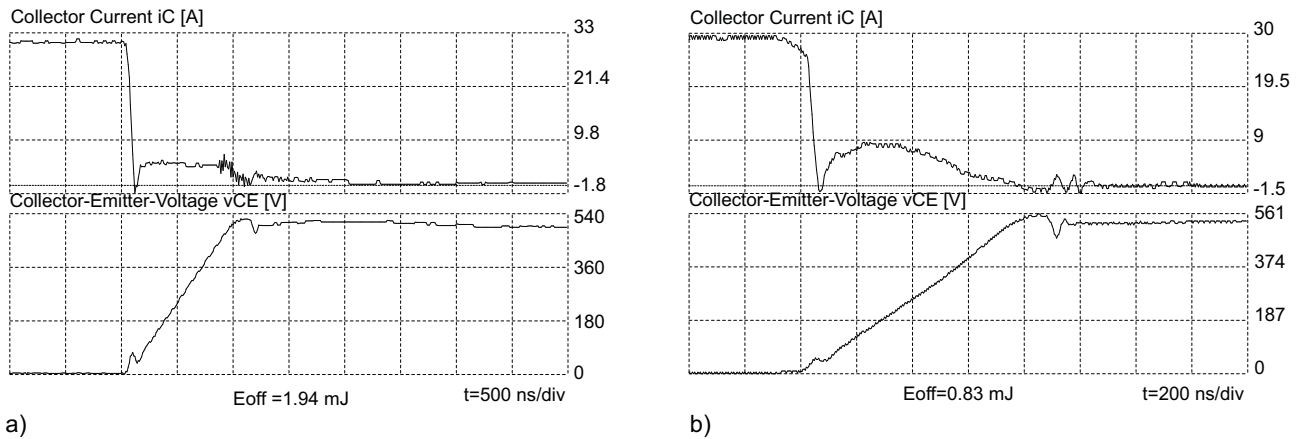 Collector Current iC [A]
33
21.4
9.8
-1.8
Collector-Emitter-Voltage vCE [V]
540
360
180
0
Eoff =1.94 mJ
t=500 ns/div
a)
Collector Current iC [A]
30
19.5
9
-1.5
Collector-Emitter-Voltage vCE [V]
561
374
187
0
Eoff=0.83 mJ
t=200 ns/div
b)